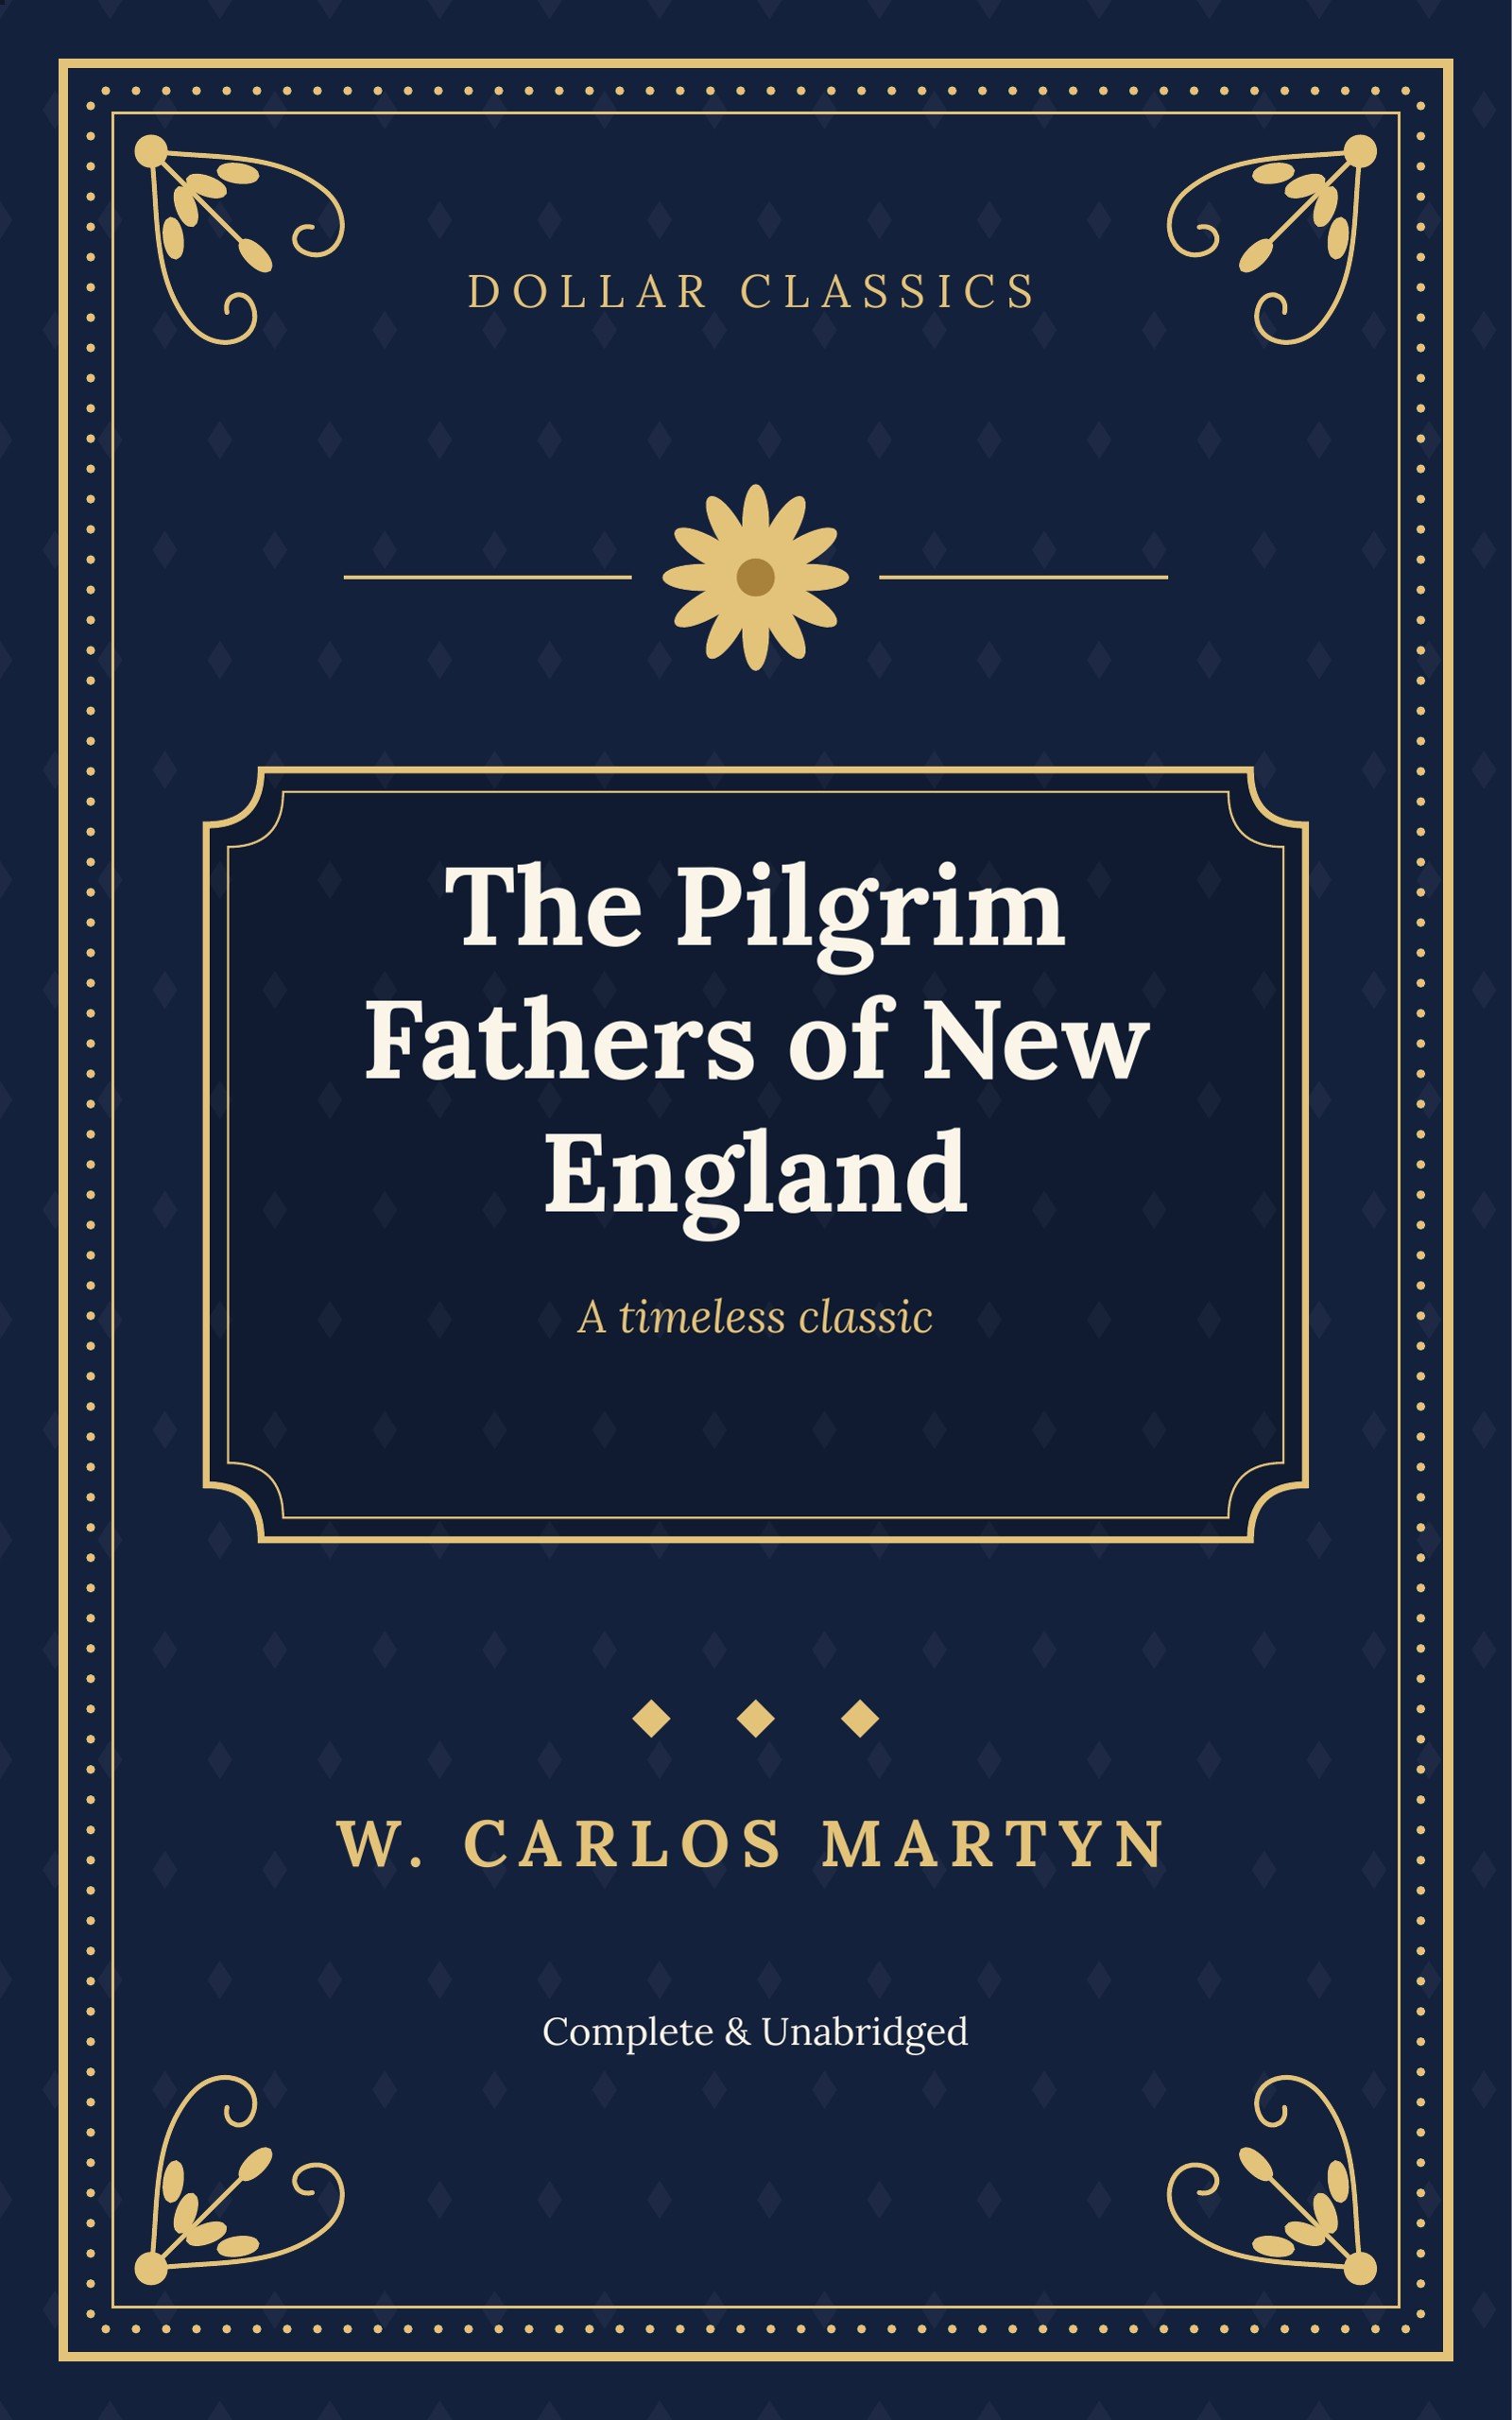 DOLLAR CLASSICS
The Pilgrim
Fathers of New
England
A timeless classic
W. CARLOS MARTYN
Complete & Unabridged